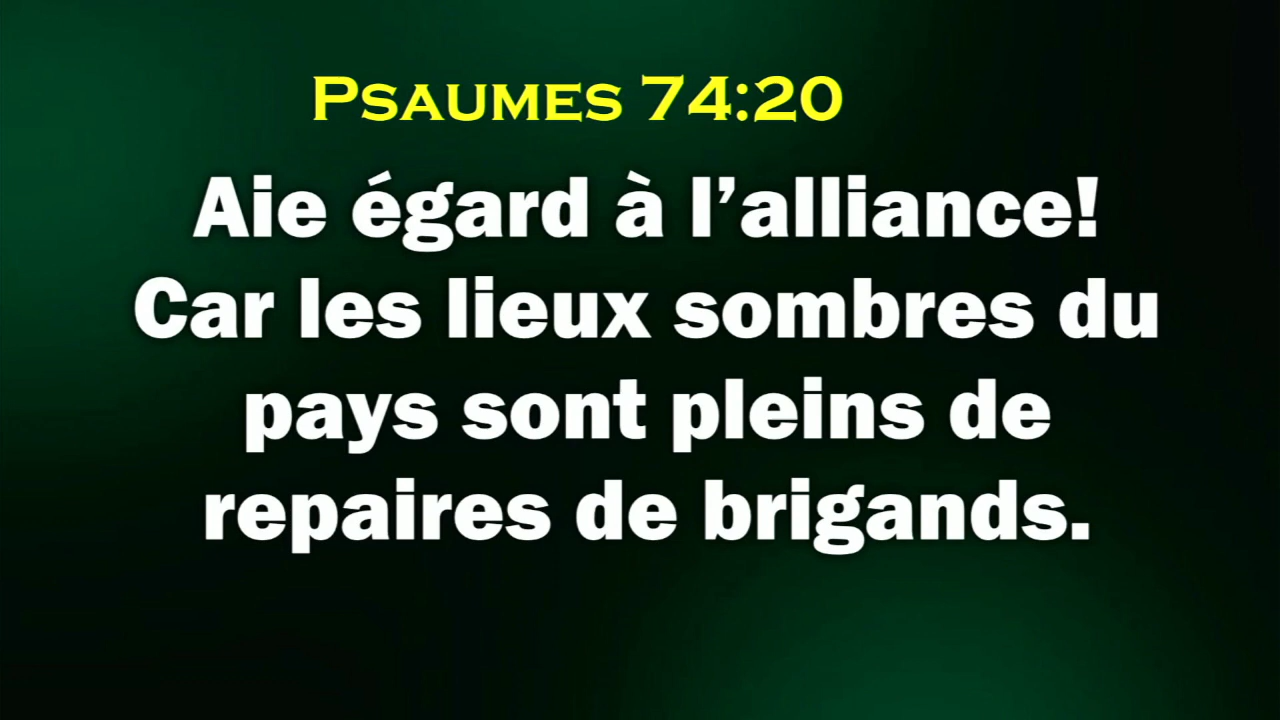 Psaumes 74:20
Aie égard à l’alliance!
Car les lieux sombres du
pays sont pleins de
repaires de brigands.